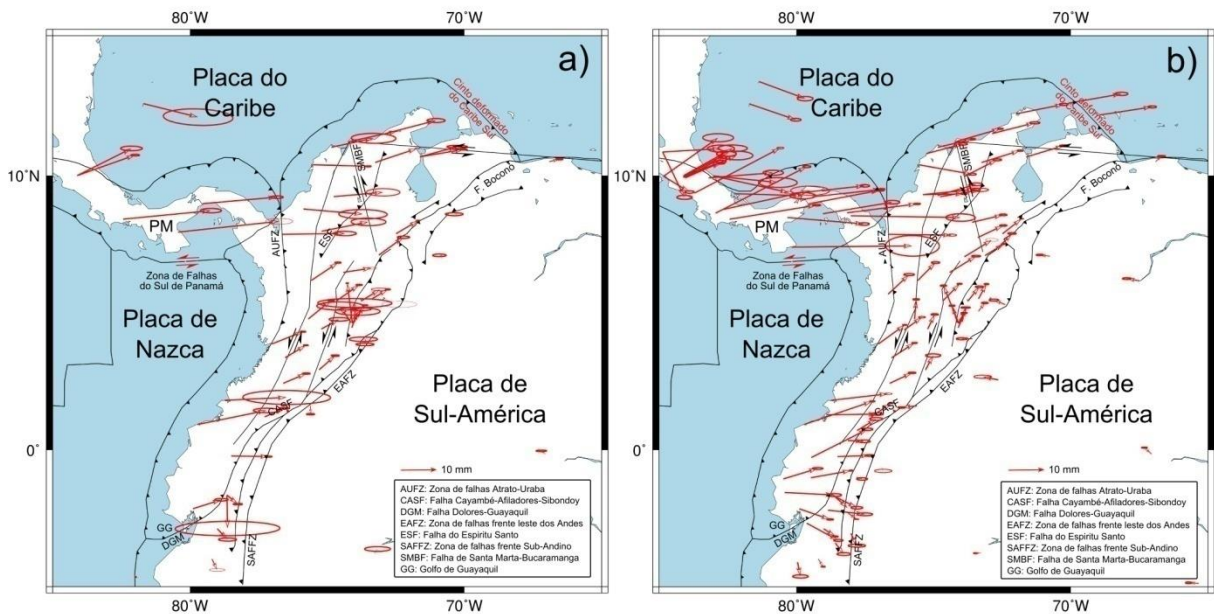 80°W
70°W
a)
Placa do
Caribe
Cinto deformado
do Caribe Sul
10°N
SMBF
F. Bocono
PM
AUFZ
ESF
Zona de Falhas
do Sul de Panamá
Placa de
Nazca
EAFZ
Placa de
Sul-América
CASF
0°
10 mm
GG
DGM
SAFFZ
AUFZ: Zona de falhas Atrato-Uraba
CASF: Falha Cayambé-Afiladores-Sibondoy
DGM: Falha Dolores-Guayaquil
EAFZ: Zona de falhas frente leste dos Andes
ESF: Falha do Espiritu Santo
SAFFZ: Zona de falhas frente Sub-Andino
SMBF: Falha de Santa Marta-Bucaramanga
GG: Golfo de Guayaquil
80°W
70°W
80°W
70°W
b)
Placa do
Caribe
Cinto deformado
do Caribe Sul
10°N
SMBF
F. Bocono
PM
AUFZ
ESF
Zona de Falhas
do Sul de Panamá
Placa de
Nazca
EAFZ
Placa de
Sul-América
CASF
0°
10 mm
GG
DGM
SAFFZ
AUFZ: Zona de falhas Atrato-Uraba
CASF: Falha Cayambé-Afiladores-Sibondoy
DGM: Falha Dolores-Guayaquil
EAFZ: Zona de falhas frente leste dos Andes
ESF: Falha do Espiritu Santo
SAFFZ: Zona de falhas frente Sub-Andino
SMBF: Falha de Santa Marta-Bucaramanga
GG: Golfo de Guayaquil
80°W
70°W